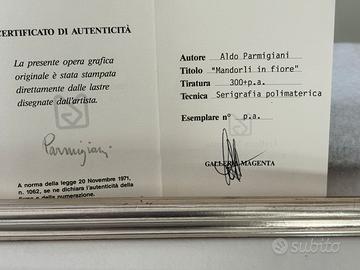 CERTIFICATO DI AUTENTICITÀ
La presente opera grafica
originale è stata stampata
direttamente dalle lastre
disegnate dall'artista.
Parmigiani
A norma della legge 20 Novembre 1971,
n. 1062, se ne dichiara l'autenticità della
firma e della numerazione.
Autore Aldo Parmigiani
Titolo "Mandorli in fiore"
Tiratura 300+p.a.
Tecnica Serigrafia polimaterica
Esemplare n° p.a.
GALLERIA MAGENTA
subito